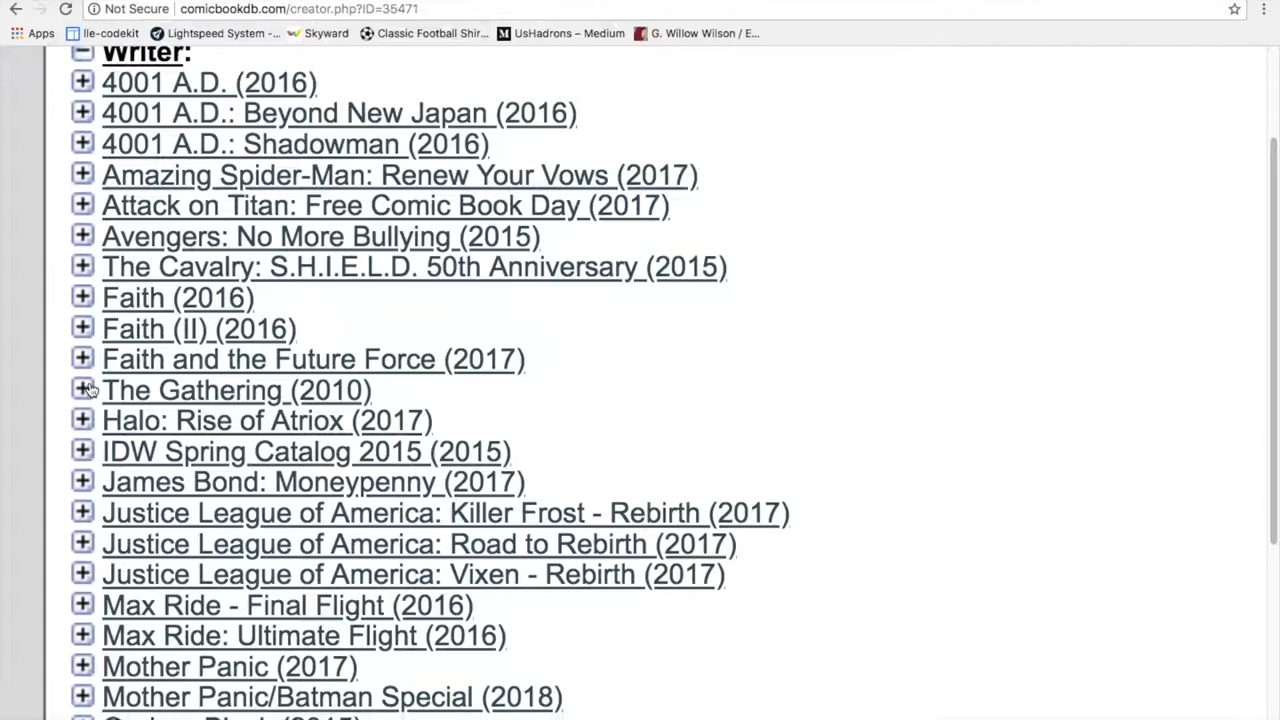 Not Secure | comicbookdb.com/creator.php?ID=35471
Apps lle-codekit Lightspeed System -... Skyward Classic Football Shir... UsHadrons – Medium G. Willow Wilson / E...
Writer:
4001 A.D. (2016)
4001 A.D.: Beyond New Japan (2016)
4001 A.D.: Shadowman (2016)
Amazing Spider-Man: Renew Your Vows (2017)
Attack on Titan: Free Comic Book Day (2017)
Avengers: No More Bullying (2015)
The Cavalry: S.H.I.E.L.D. 50th Anniversary (2015)
Faith (2016)
Faith (II) (2016)
Faith and the Future Force (2017)
The Gathering (2010)
Halo: Rise of Atriox (2017)
IDW Spring Catalog 2015 (2015)
James Bond: Moneypenny (2017)
Justice League of America: Killer Frost - Rebirth (2017)
Justice League of America: Road to Rebirth (2017)
Justice League of America: Vixen - Rebirth (2017)
Max Ride - Final Flight (2016)
Max Ride: Ultimate Flight (2016)
Mother Panic (2017)
Mother Panic/Batman Special (2018)